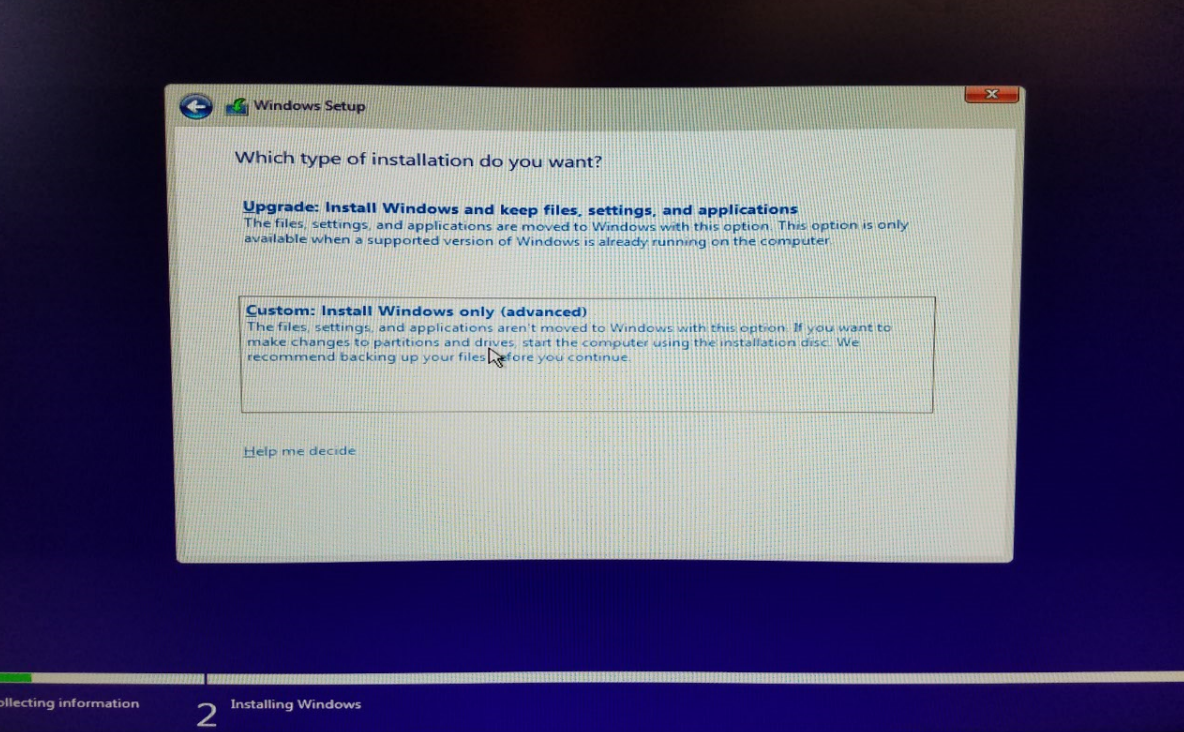 Windows Setup
Which type of installation do you want?
Upgrade: Install Windows and keep files, settings, and applications
The files, settings, and applications are moved to Windows with this option. This option is only
available when a supported version of Windows is already running on the computer.
Custom: Install Windows only (advanced)
The files, settings, and applications aren't moved to Windows with this option. If you want to
make changes to partitions and drives, start the computer using the installation disc. We
recommend backing up your files before you continue.
Help me decide
ollecting information
2 Installing Windows